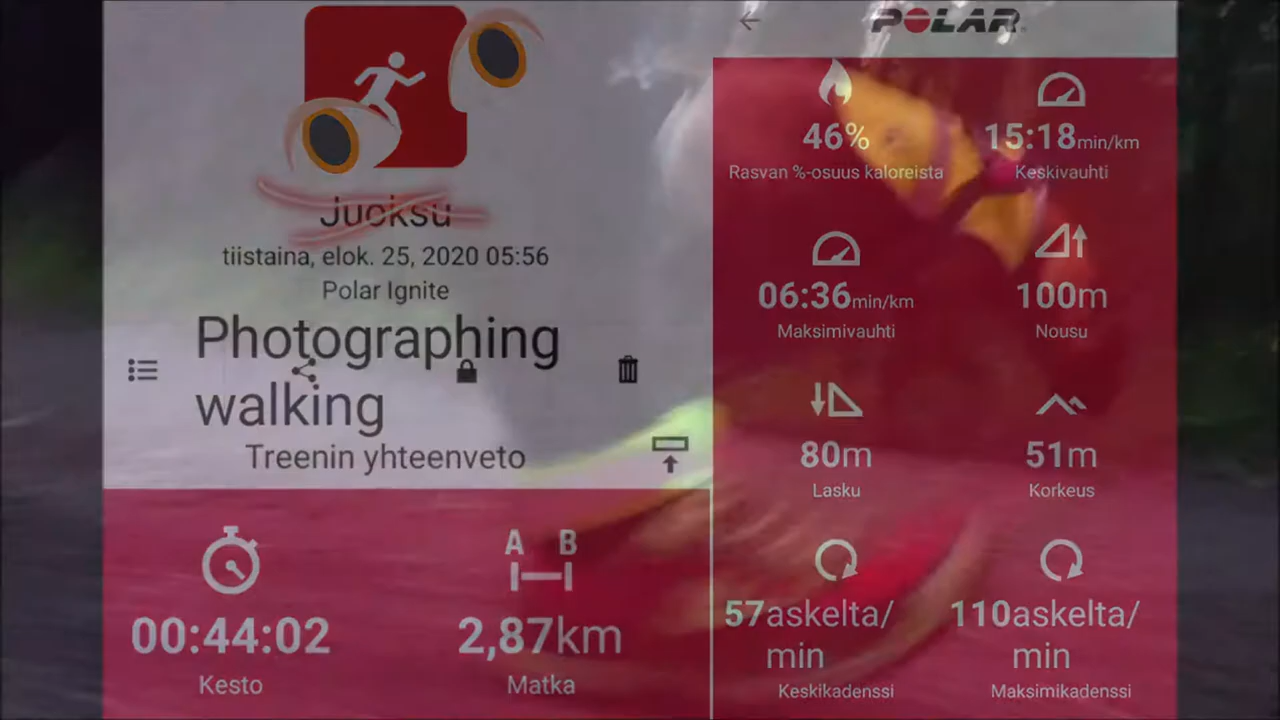 Juoksu
tiistaina, elok. 25, 2020 05:56
Polar Ignite
Photographing
walking
Treenin yhteenveto
A B
00:44:02
Kesto
2,87km
Matka
POLAR
46%
Rasvan %-osuus kaloreista
15:18min/km
Keskivauhti
06:36min/km
Maksimivauhti
100m
Nousu
80m
Lasku
51m
Korkeus
57askelta/
min
Keskikadenssi
110askelta/
min
Maksimikadenssi